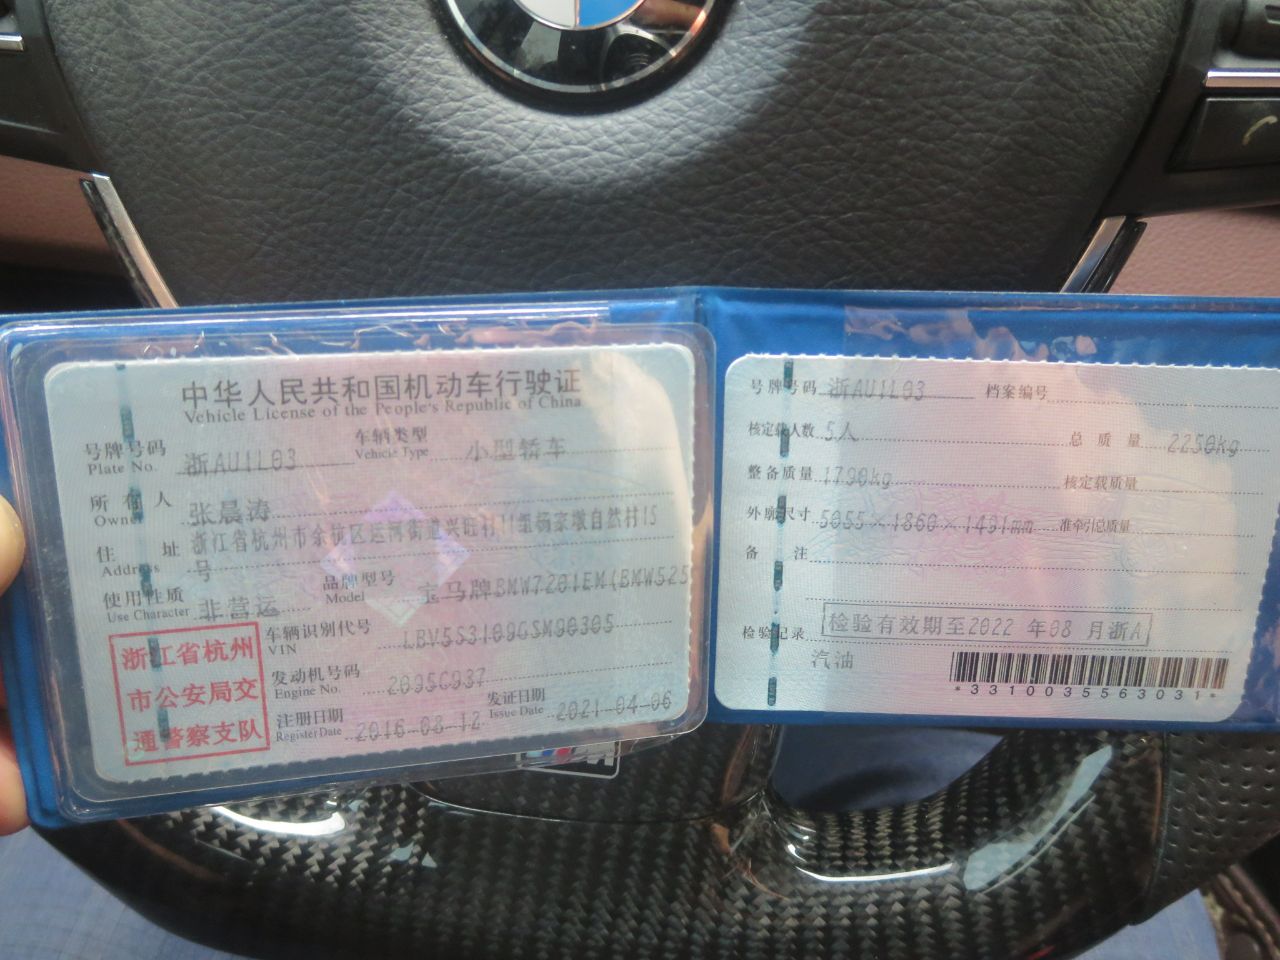 中华人民共和国机动车行驶证
Vehicle License of the People's Republic of China
号牌号码 浙AU1L03 车辆类型 小型轿车
Plate No. Vehicle Type
所有人 张晨涛
Owner
住址 浙江省杭州市余杭区运河街道兴旺村11组杨家墩自然村15
Address 号
使用性质 非营运 品牌型号 宝马牌BMW7201EM(BMW525
Use Character Model
浙江省杭州
市公安局交
通警察支队
车辆识别代号 LBV5S3109GSM90305
VIN
发动机号码 2095C937
Engine No.
注册日期 2016-08-12 发证日期 2021-04-06
Register Date Issue Date
号牌号码 浙AU1L03 档案编号
核定载人数 5人 总质量 2250kg
整备质量 1790kg 核定载质量
外廓尺寸 5055×1860×1491mm 准牵引总质量
备注
检验记录 检验有效期至2022年08月浙A
汽油
*3310035563031*